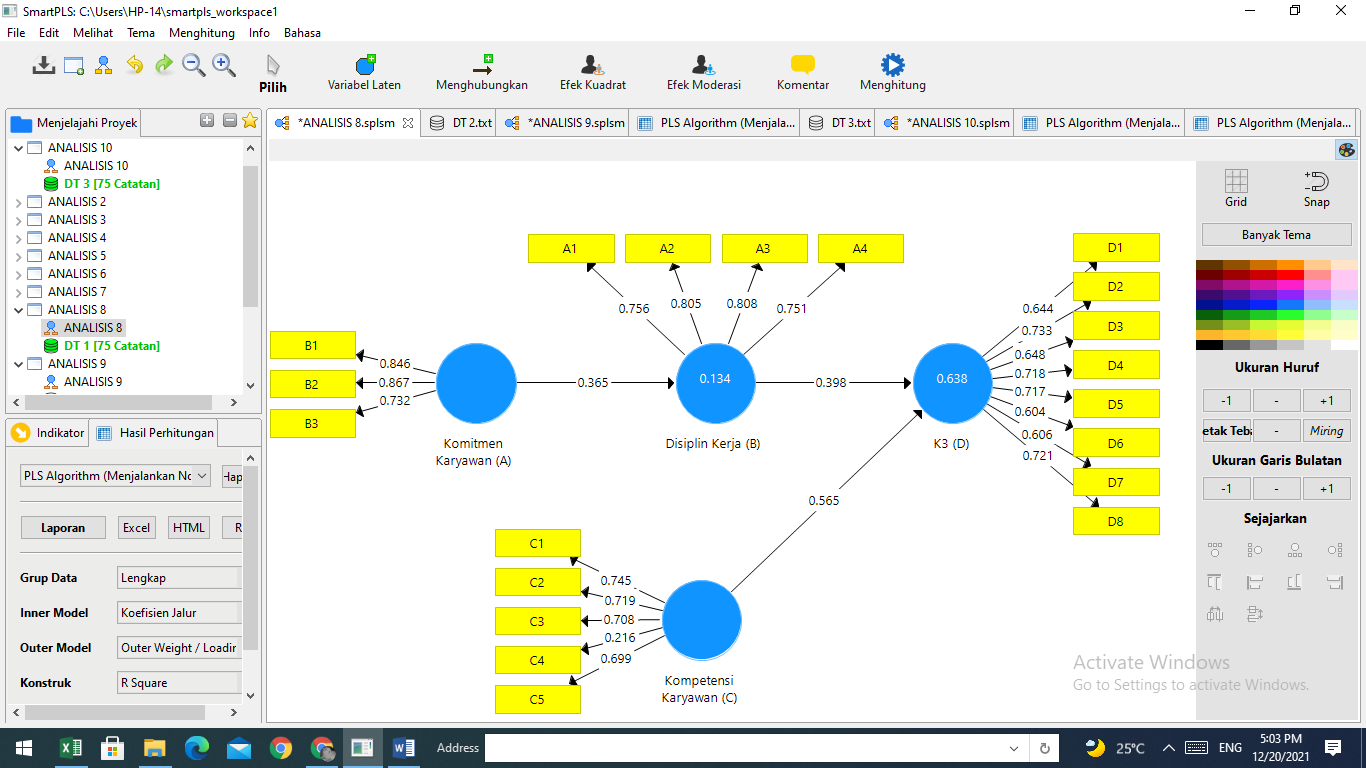 SmartPLS: C:\Users\HP-14\smartpls_workspace1
File Edit Melihat Tema Menghitung Info Bahasa
Pilih
Variabel Laten
Menghubungkan
Efek Kuadrat
Efek Moderasi
Komentar
Menghitung
Menjelajahi Proyek
*ANALISIS 8.splsm
DT 2.txt
*ANALISIS 9.splsm
PLS Algorithm (Menjala...
DT 3.txt
*ANALISIS 10.splsm
PLS Algorithm (Menjala...
PLS Algorithm (Menjala...
ANALISIS 10
ANALISIS 10
DT 3 [75 Catatan]
ANALISIS 2
ANALISIS 3
ANALISIS 4
ANALISIS 5
ANALISIS 6
ANALISIS 7
ANALISIS 8
ANALISIS 8
DT 1 [75 Catatan]
ANALISIS 9
ANALISIS 9
Indikator
Hasil Perhitungan
PLS Algorithm (Menjalankan Nc
Hap
Laporan
Excel
HTML
R
Grup Data
Lengkap
Inner Model
Koefisien Jalur
Outer Model
Outer Weight / Loadir
Konstruk
R Square
A1
A2
A3
A4
0.756
0.805
0.808
0.751
B1
B2
B3
0.846
0.867
0.732
Komitmen
Karyawan (A)
0.365
0.134
Disiplin Kerja (B)
0.398
0.638
K3 (D)
0.565
D1
D2
D3
D4
D5
D6
D7
D8
0.644
0.733
0.648
0.718
0.717
0.604
0.606
0.721
C1
C2
C3
C4
C5
0.745
0.719
0.708
0.216
0.699
Kompetensi
Karyawan (C)
Grid
Snap
Banyak Tema
Ukuran Huruf
-1
-
+1
etak Teba
-
Miring
Ukuran Garis Bulatan
-1
-
+1
Sejajarkan
Activate Windows
Go to Settings to activate Windows.
Address
25°C
ENG
5:03 PM
12/20/2021